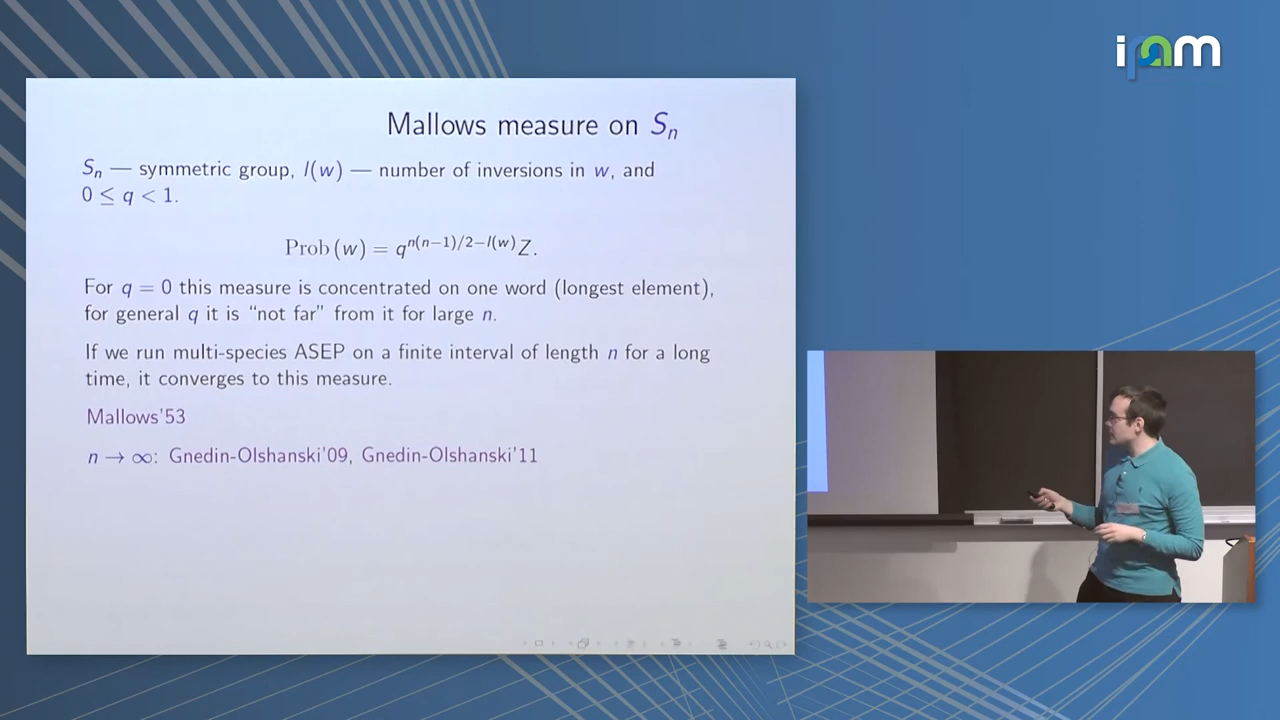 ipam
Mallows measure on Sₙ
Sₙ — symmetric group, l(w) — number of inversions in w, and
0 ≤ q < 1.
Prob(w) = q^{n(n−1)/2−l(w)} Z.
For q = 0 this measure is concentrated on one word (longest element),
for general q it is “not far” from it for large n.
If we run multi-species ASEP on a finite interval of length n for a long
time, it converges to this measure.
Mallows'53
n → ∞: Gnedin-Olshanski'09, Gnedin-Olshanski'11